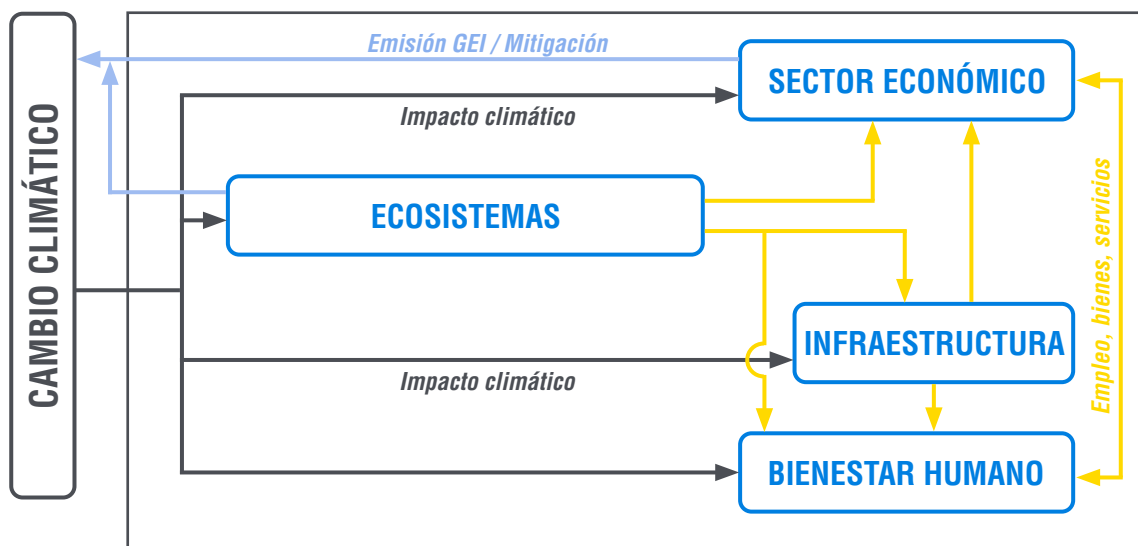 CAMBIO CLIMÁTICO
Emisión GEI / Mitigación
SECTOR ECONÓMICO
Impacto climático
ECOSISTEMAS
Empleo, bienes, servicios
INFRAESTRUCTURA
Impacto climático
BIENESTAR HUMANO